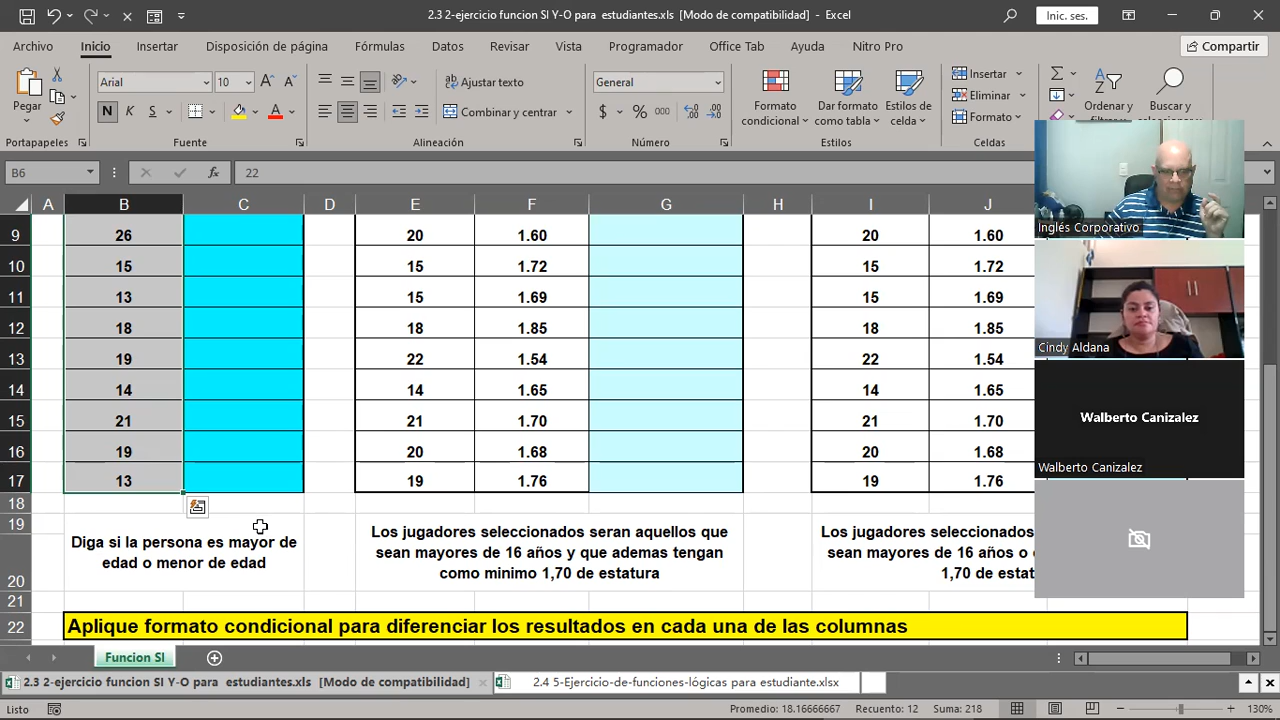 2.3 2-ejercicio funcion SI Y-O para estudiantes.xls [Modo de compatibilidad] - Excel
Inic. ses.
Archivo Inicio Insertar Disposición de página Fórmulas Datos Revisar Vista Programador Office Tab Ayuda Nitro Pro Compartir
Pegar
Arial 10
N K S A
Ajustar texto
Combinar y centrar
General
$ % 000
Formato condicional
Dar formato como tabla
Estilos de celda
Insertar
Eliminar
Formato
Ordenar y filtrar
Buscar y seleccionar
Portapapeles Fuente Alineación Número Estilos Celdas
B6 fx 22
A B C D E F G H I J
9 26 20 1.60 20 1.60
10 15 15 1.72 15 1.72
11 13 15 1.69 15 1.69
12 18 18 1.85 18 1.85
13 19 22 1.54 22 1.54
14 14 14 1.65 14 1.65
15 21 21 1.70 21 1.70
16 19 20 1.68 20 1.68
17 13 19 1.76 19 1.76
18
19
20
21
22
Diga si la persona es mayor de
edad o menor de edad
Los jugadores seleccionados seran aquellos que
sean mayores de 16 años y que ademas tengan
como minimo 1,70 de estatura
Los jugadores seleccionados
sean mayores de 16 años o
1,70 de
Aplique formato condicional para diferenciar los resultados en cada una de las columnas
Inglés Corporativo
Cindy Aldana
Walberto Canizalez
Walberto Canizalez
Funcion SI
2.3 2-ejercicio funcion SI Y-O para estudiantes.xls [Modo de compatibilidad]
2.4 5-Ejercicio-de-funciones-lógicas para estudiante.xlsx
Listo
Promedio: 18.16666667 Recuento: 12 Suma: 218
130%